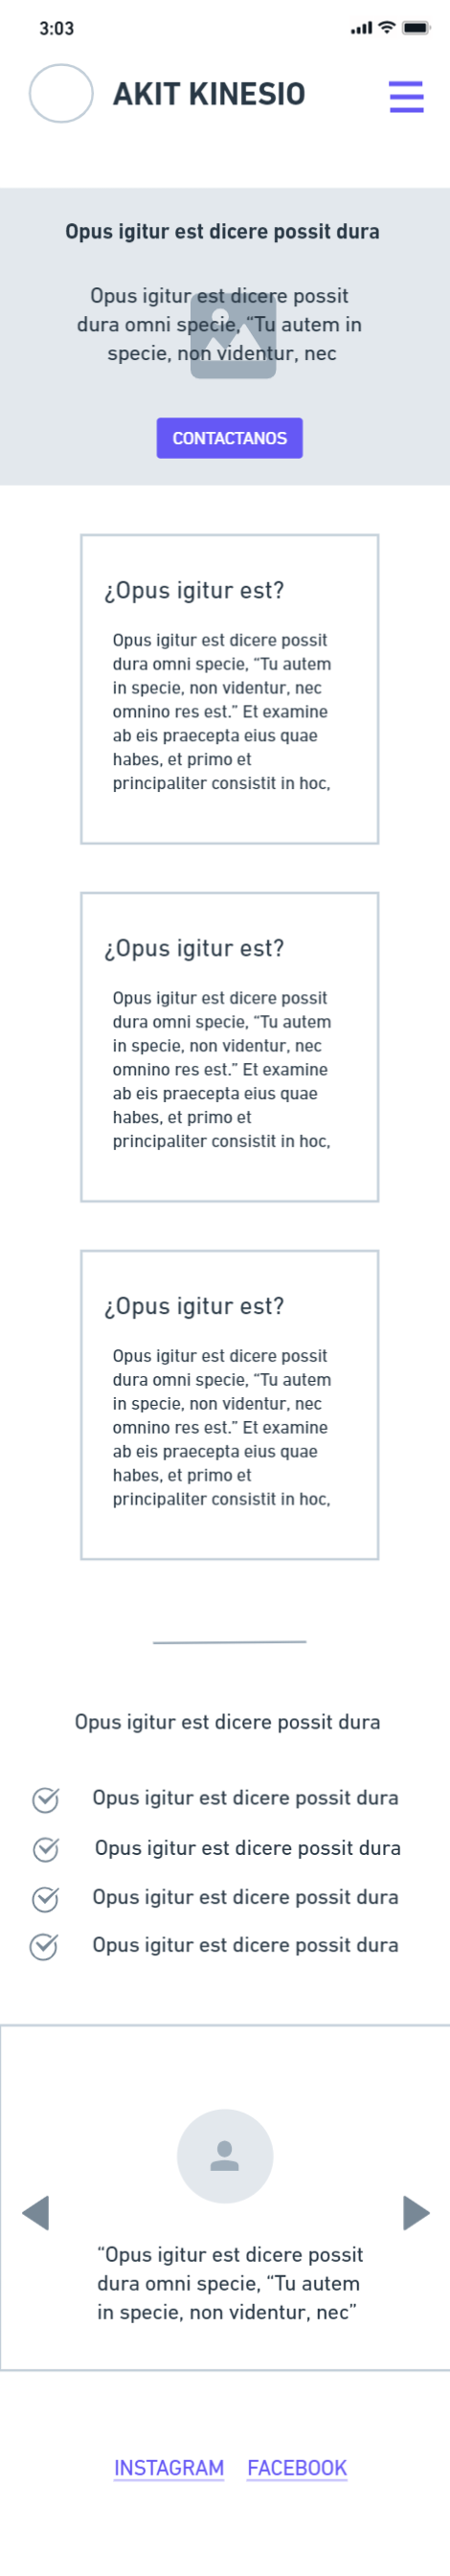 3:03
AKIT KINESIO
Opus igitur est dicere possit dura
Opus igitur est dicere possit
dura omni specie, “Tu autem in
specie, non videntur, nec
CONTACTANOS
¿Opus igitur est?
Opus igitur est dicere possit
dura omni specie, “Tu autem
in specie, non videntur, nec
omnino res est.” Et examine
ab eis praecepta eius quae
habes, et primo et
principaliter consistit in hoc,
¿Opus igitur est?
Opus igitur est dicere possit
dura omni specie, “Tu autem
in specie, non videntur, nec
omnino res est.” Et examine
ab eis praecepta eius quae
habes, et primo et
principaliter consistit in hoc,
¿Opus igitur est?
Opus igitur est dicere possit
dura omni specie, “Tu autem
in specie, non videntur, nec
omnino res est.” Et examine
ab eis praecepta eius quae
habes, et primo et
principaliter consistit in hoc,
Opus igitur est dicere possit dura
Opus igitur est dicere possit dura
Opus igitur est dicere possit dura
Opus igitur est dicere possit dura
Opus igitur est dicere possit dura
“Opus igitur est dicere possit
dura omni specie, “Tu autem
in specie, non videntur, nec”
INSTAGRAM FACEBOOK